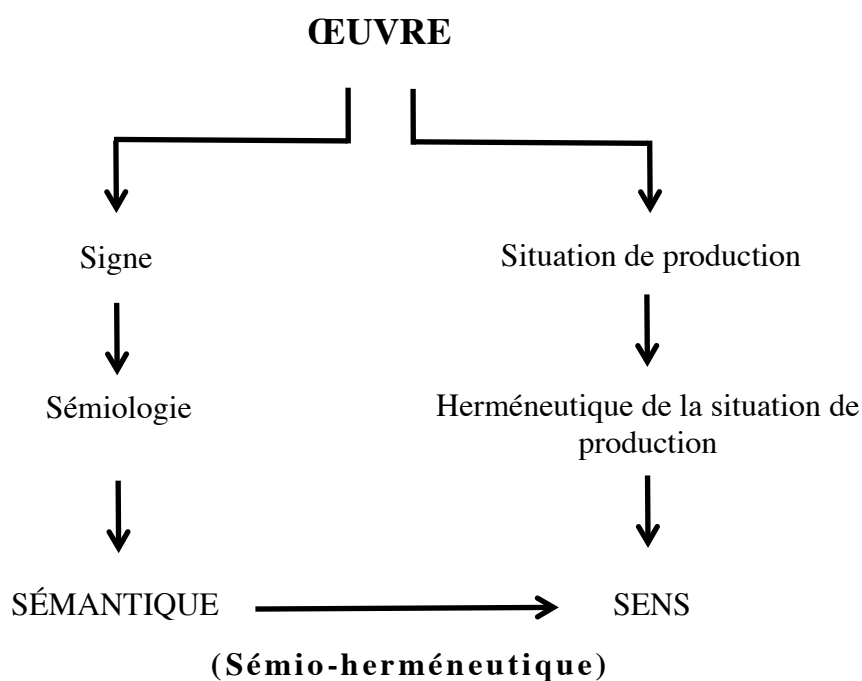 ŒUVRE
Signe
Situation de production
Sémiologie
Herméneutique de la situation de
production
SÉMANTIQUE
SENS
(Sémio-herméneutique)